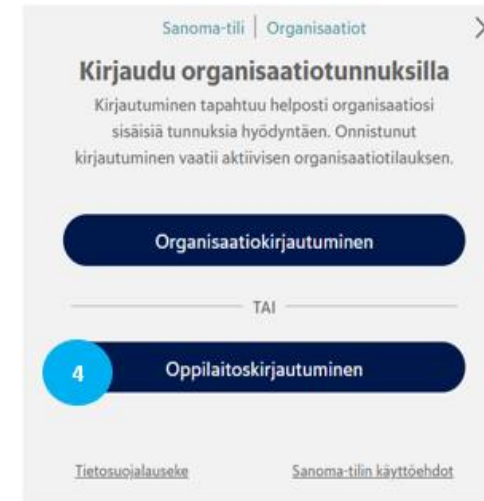 Sanoma-tili | Organisaatiot
Kirjaudu organisaatiotunnuksilla
Kirjautuminen tapahtuu helposti organisaatiosi
sisäisiä tunnuksia hyödyntäen. Onnistunut
kirjautuminen vaatii aktiivisen organisaatiotilauksen.
Organisaatiokirjautuminen
TAI
4 Oppilaitoskirjautuminen
Tietosuojalauseke Sanoma-tilin käyttöehdot